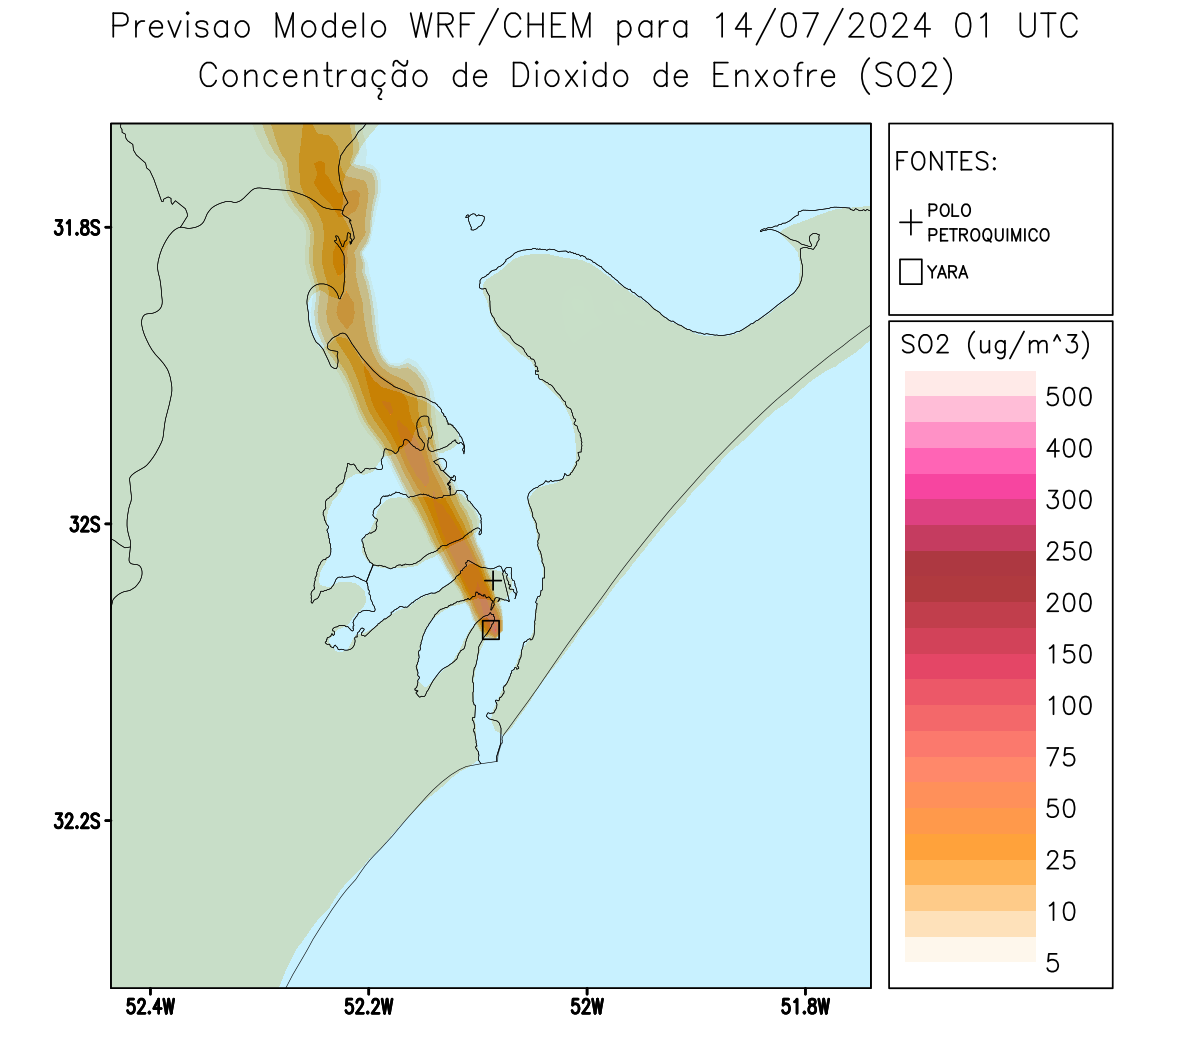 Previsao Modelo WRF/CHEM para 14/07/2024 01 UTC
Concentração de Dioxido de Enxofre (SO2)
FONTES:
POLO
PETROQUIMICO
YARA
SO2 (ug/m^3)
500
400
300
250
200
150
100
75
50
25
10
5
31.8S
32S
32.2S
52.4W
52.2W
52W
51.8W